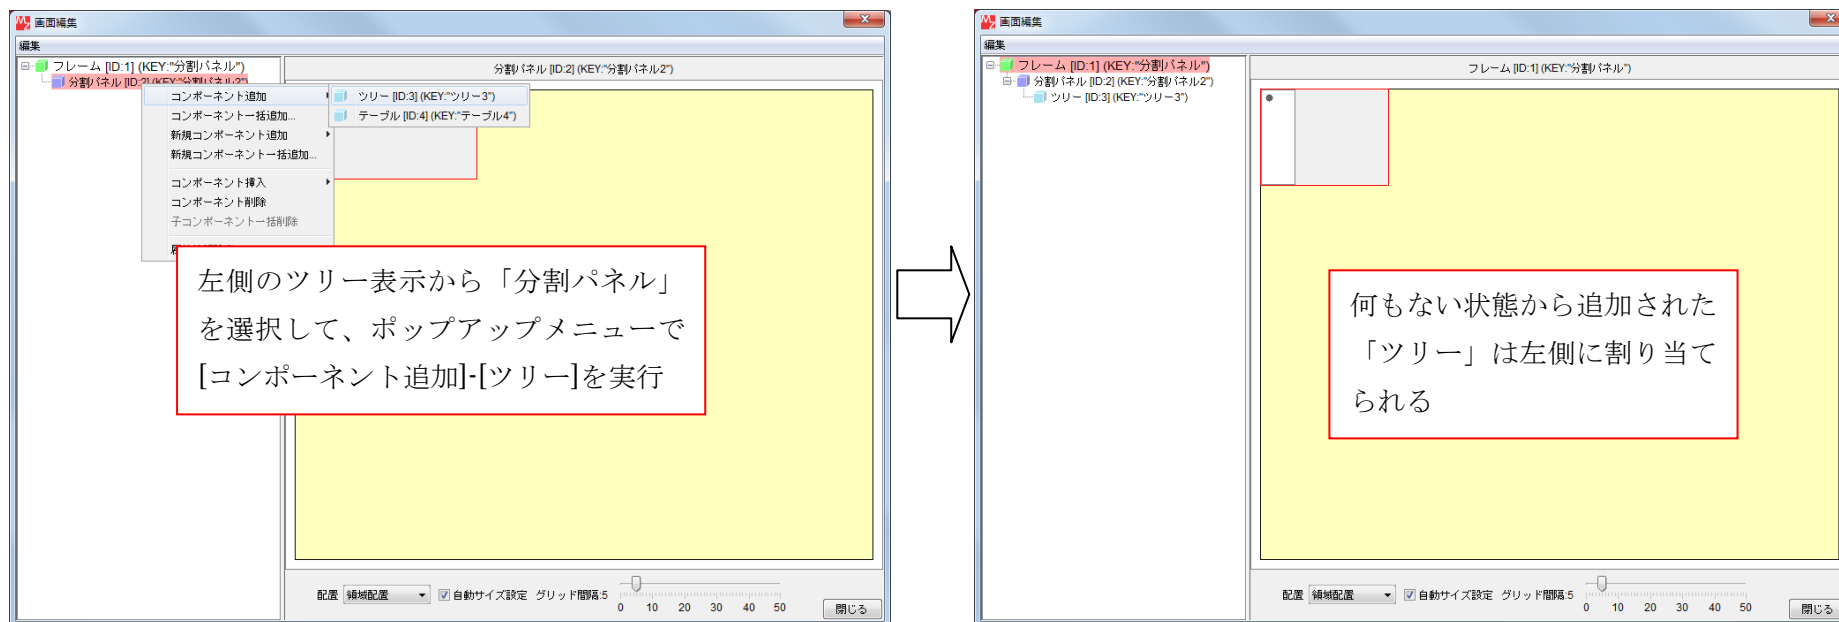 画面編集
編集
フレーム [ID:1] (KEY:"分割パネル")
分割パネル [ID:2] (KEY:"分割パネル2")
分割パネル [ID:2] (KEY:"分割パネル2")
コンポーネント追加
ツリー [ID:3] (KEY:"ツリー3")
コンポーネント一括追加...
テーブル [ID:4] (KEY:"テーブル4")
新規コンポーネント追加
新規コンポーネント一括追加...
コンポーネント挿入
コンポーネント削除
子コンポーネント一括削除
左側のツリー表示から「分割パネル」
を選択して、ポップアップメニューで
[コンポーネント追加]-[ツリー]を実行
配置 領域配置 自動サイズ設定 グリッド間隔:5
0 10 20 30 40 50
閉じる
画面編集
編集
フレーム [ID:1] (KEY:"分割パネル")
分割パネル [ID:2] (KEY:"分割パネル2")
ツリー [ID:3] (KEY:"ツリー3")
フレーム [ID:1] (KEY:"分割パネル")
何もない状態から追加された
「ツリー」は左側に割り当て
られる
配置 領域配置 自動サイズ設定 グリッド間隔:5
0 10 20 30 40 50
閉じる